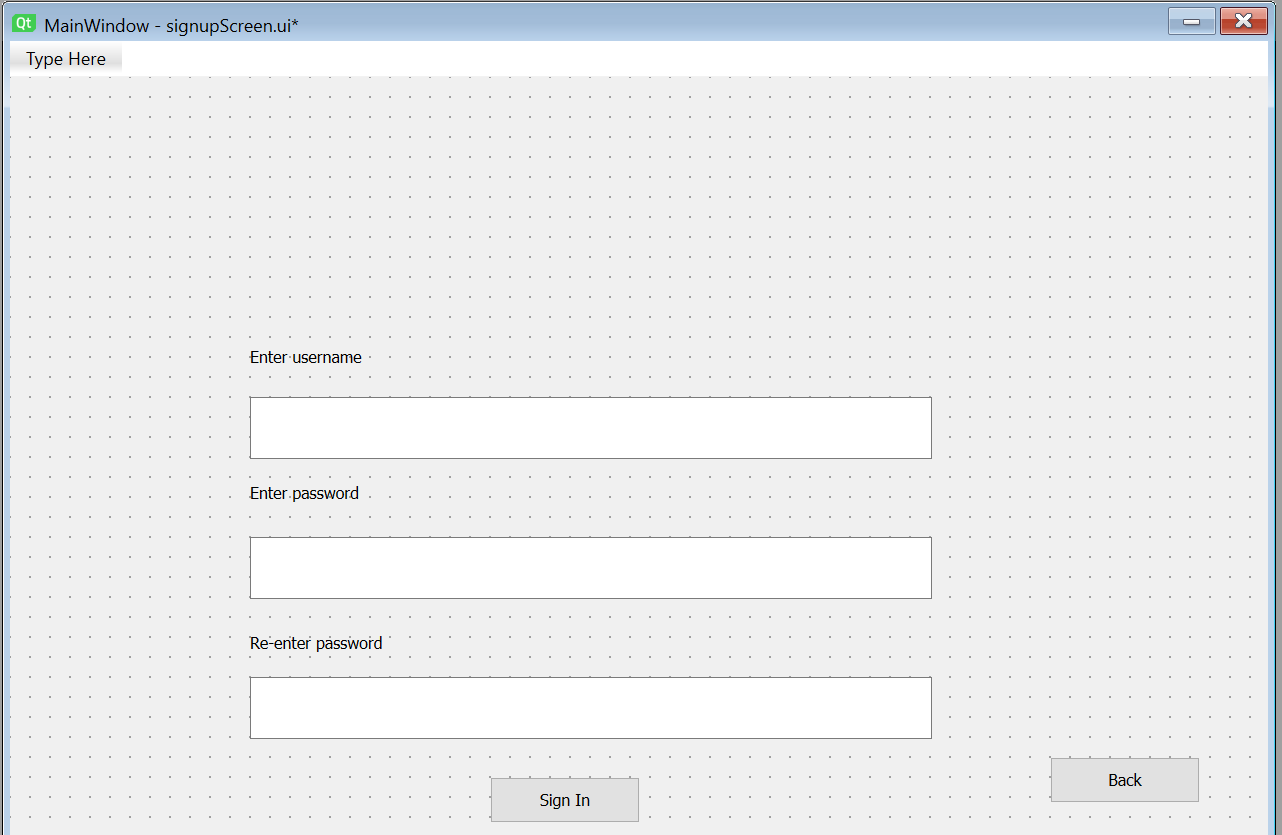 Qt MainWindow - signupScreen.ui*
Type Here
Enter username
Enter password
Re-enter password
Back
Sign In